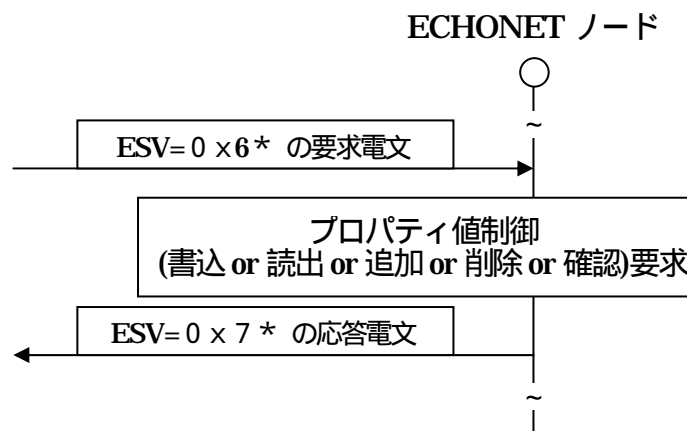 ECHONET ノード
~
ESV=０ｘ6＊ の要求電文
プロパティ値制御
(書込 or 読出 or 追加 or 削除 or 確認)要求
ESV=０ｘ７＊ の応答電文
~